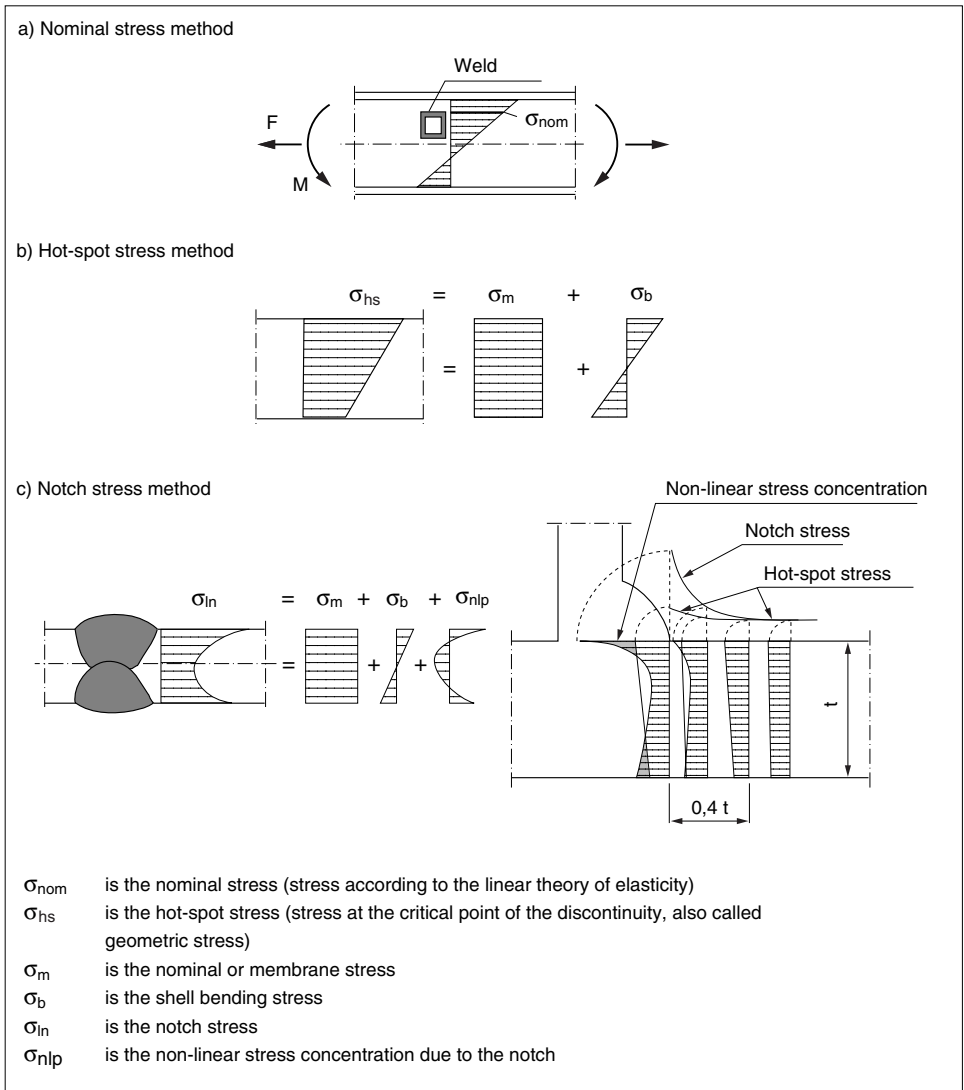 a) Nominal stress method
Weld
F
σnom
M
b) Hot-spot stress method
σhs = σm + σb
= +
c) Notch stress method
Non-linear stress concentration
Notch stress
Hot-spot stress
σln = σm + σb + σnlp
= + +
t
0,4 t
σnom is the nominal stress (stress according to the linear theory of elasticity)
σhs is the hot-spot stress (stress at the critical point of the discontinuity, also called
geometric stress)
σm is the nominal or membrane stress
σb is the shell bending stress
σln is the notch stress
σnlp is the non-linear stress concentration due to the notch